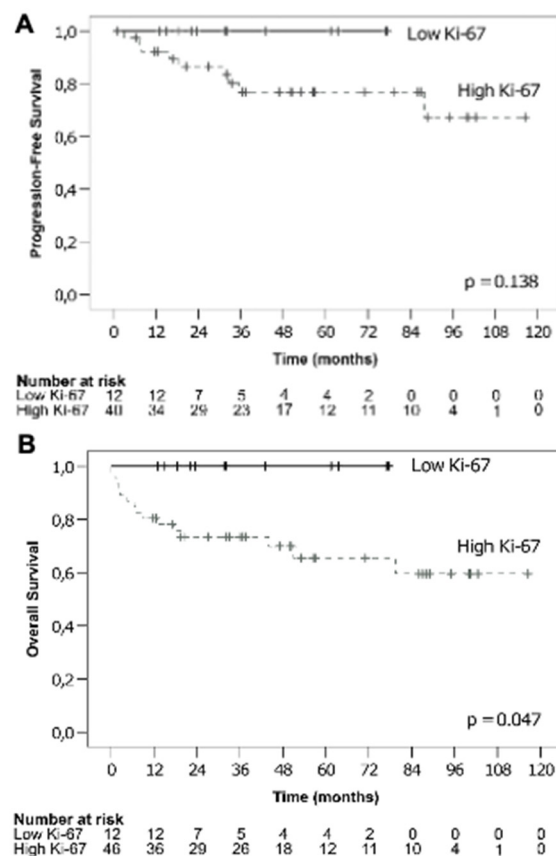 A
1,0
Low Ki-67
0,8
High Ki-67
0,6
0,4
0,2
0,0
p = 0.138
Progression-Free Survival
0 12 24 36 48 60 72 84 96 108 120
Time (months)
Number at risk
Low Ki-67 12 12 7 5 4 4 2 0 0 0 0
High Ki-67 40 34 29 23 17 12 11 10 4 1 0
B
1,0
Low Ki-67
0,8
High Ki-67
0,6
0,4
0,2
0,0
p = 0.047
Overall Survival
0 12 24 36 48 60 72 84 96 108 120
Time (months)
Number at risk
Low Ki-67 12 12 7 5 4 4 2 0 0 0 0
High Ki-67 46 36 29 26 18 12 11 10 4 1 0